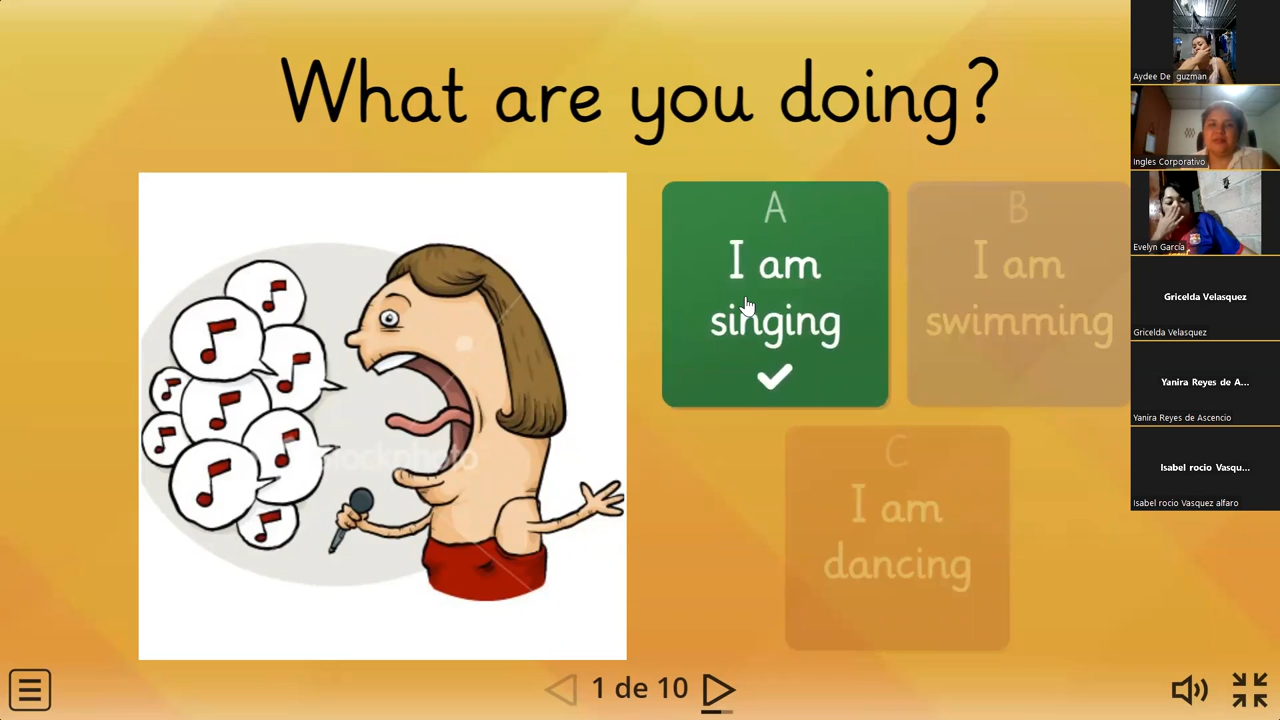 What are you doing?
A
I am
singing
B
I am
swimming
C
I am
dancing
1 de 10
Aydee De guzman
Ingles Corporativo
Evelyn García
Gricelda Velasquez
Gricelda Velasquez
Yanira Reyes de A...
Yanira Reyes de Ascencio
Isabel rocio Vasqu...
Isabel rocio Vasquez alfaro